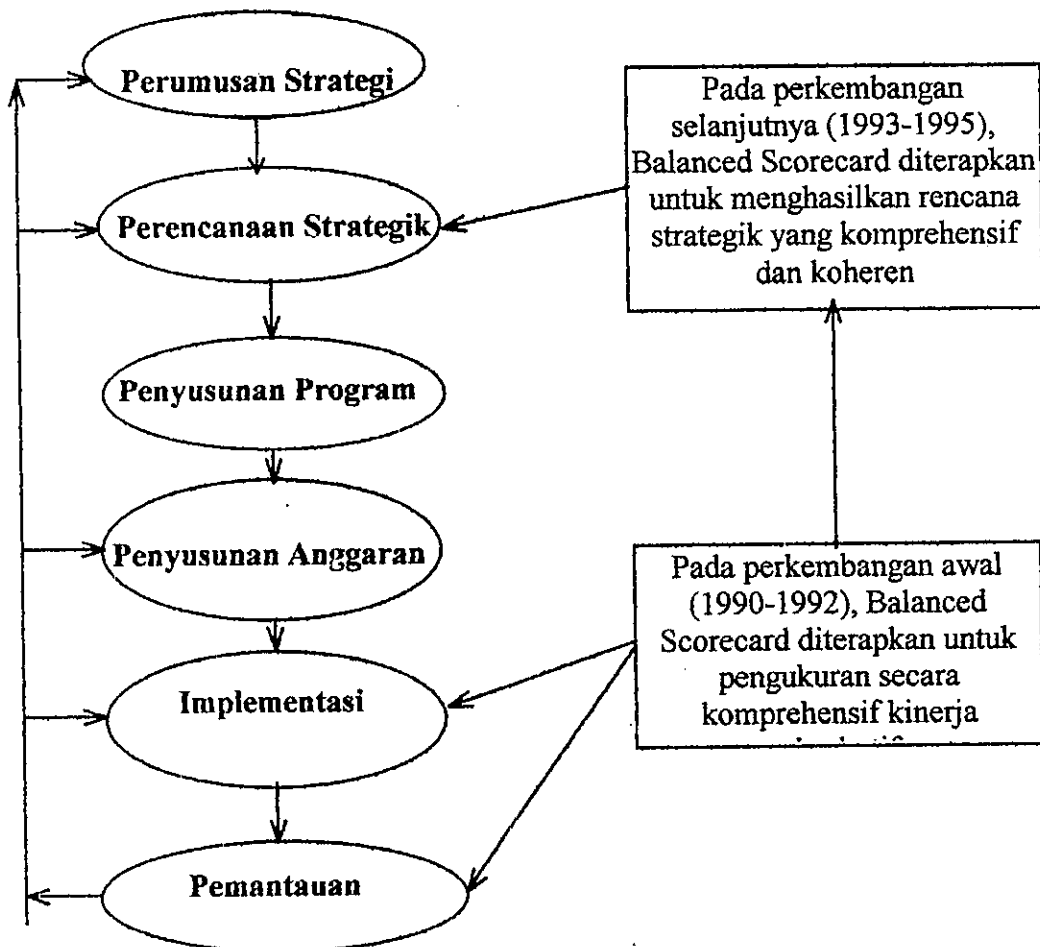 Perumusan Strategi
Perencanaan Strategik
Penyusunan Program
Penyusunan Anggaran
Implementasi
Pemantauan
Pada perkembangan
selanjutnya (1993-1995),
Balanced Scorecard diterapkan
untuk menghasilkan rencana
strategik yang komprehensif
dan koheren
Pada perkembangan awal
(1990-1992), Balanced
Scorecard diterapkan untuk
pengukuran secara
komprehensif kinerja